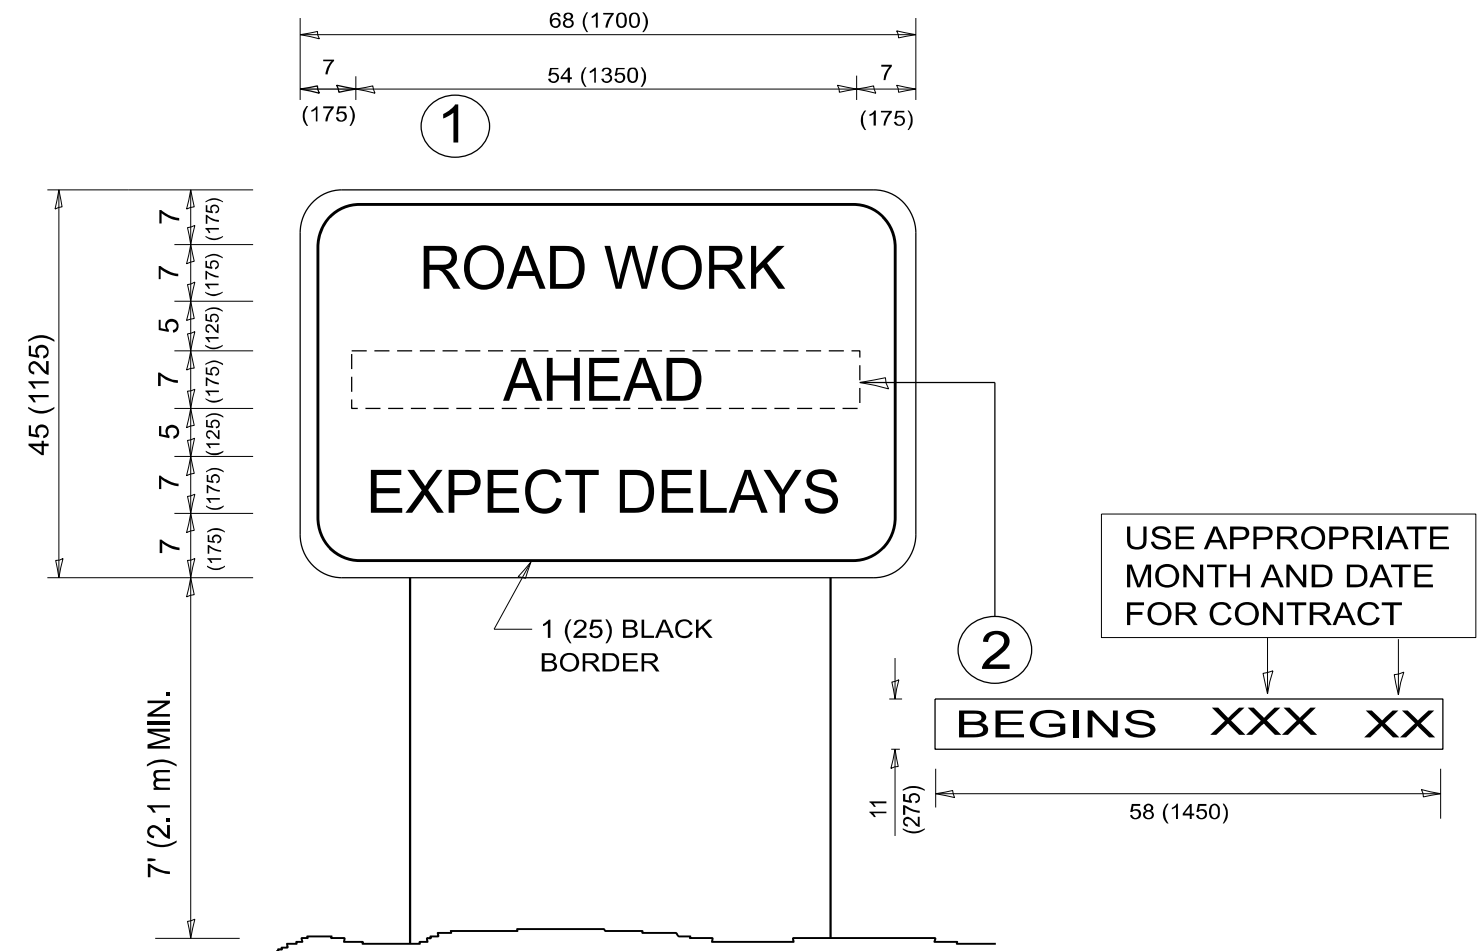 68 (1700)
7
54 (1350)
7
(175)
(175)
1
7
(175)
7
(175)
5
(125)
7
(175)
5
(125)
7
(175)
7
(175)
45 (1125)
ROAD WORK
AHEAD
EXPECT DELAYS
1 (25) BLACK
BORDER
7' (2.1 m) MIN.
USE APPROPRIATE
MONTH AND DATE
FOR CONTRACT
2
BEGINS XXX XX
11
(275)
58 (1450)